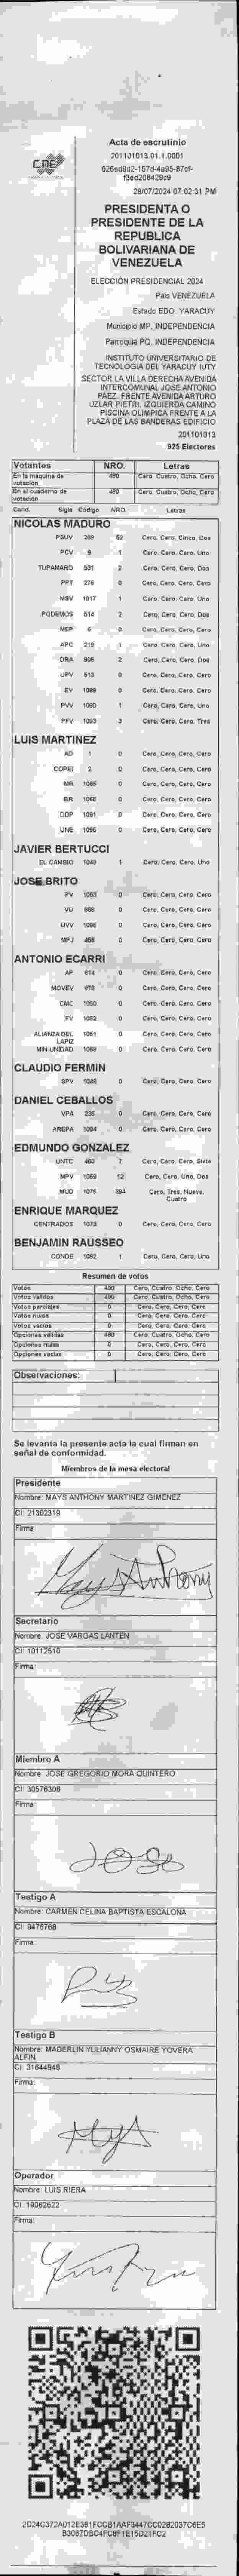 CNE
Acta de escrutinio
201101013.01.1.0001
28/07/2024 07:02:31 PM
PRESIDENTA O
PRESIDENTE DE LA
REPUBLICA
BOLIVARIANA DE
VENEZUELA
ELECCIÓN PRESIDENCIAL 2024
País VENEZUELA
Estado EDO. YARACUY
Municipio MP. INDEPENDENCIA
Parroquia PQ. INDEPENDENCIA
INSTITUTO UNIVERSITARIO DE
TECNOLOGIA DEL YARACUY IUTY
SECTOR LA VILLA DERECHA AVENIDA
INTERCOMUNAL JOSE ANTONIO
PAEZ. FRENTE AVENIDA ARTURO
UZLAR PIETRI. IZQUIERDA CAMINO
PISCINA OLIMPICA FRENTE A LA
PLAZA DE LAS BANDERAS EDIFICIO
201101013
925 Electores
Votantes NRO. Letras
En la máquina de votación 480 Cero, Cuatro, Ocho, Cero
En el cuaderno de votación 480 Cero, Cuatro, Ocho, Cero
Cand. Sigla Código NRO. Letras
NICOLAS MADURO
PSUV 269 52 Cero, Cero, Cinco, Dos
PCV 1 Cero, Cero, Cero, Uno
TUPAMARO 531 2 Cero, Cero, Cero, Dos
PPT 276 0 Cero, Cero, Cero, Cero
MSV 1017 1 Cero, Cero, Cero, Uno
PODEMOS 514 2 Cero, Cero, Cero, Dos
MEP 0 Cero, Cero, Cero, Cero
APC 219 1 Cero, Cero, Cero, Uno
ORA 906 2 Cero, Cero, Cero, Dos
UPV 513 0 Cero, Cero, Cero, Cero
EV 1089 0 Cero, Cero, Cero, Cero
PVV 1090 1 Cero, Cero, Cero, Uno
PFV 1093 3 Cero, Cero, Cero, Tres
LUIS MARTINEZ
AD 1 0 Cero, Cero, Cero, Cero
COPEI 2 0 Cero, Cero, Cero, Cero
MR 1065 0 Cero, Cero, Cero, Cero
BR 1066 0 Cero, Cero, Cero, Cero
DDP 1091 0 Cero, Cero, Cero, Cero
UNE 1095 0 Cero, Cero, Cero, Cero
JAVIER BERTUCCI
EL CAMBIO 1049 1 Cero, Cero, Cero, Uno
JOSE BRITO
PV 1053 0 Cero, Cero, Cero, Cero
VU 968 0 Cero, Cero, Cero, Cero
UVV 1096 0 Cero, Cero, Cero, Cero
MPJ 458 0 Cero, Cero, Cero, Cero
ANTONIO ECARRI
AP 614 0 Cero, Cero, Cero, Cero
MOVEV 978 0 Cero, Cero, Cero, Cero
CMC 1050 0 Cero, Cero, Cero, Cero
FV 1052 0 Cero, Cero, Cero, Cero
ALIANZA DEL LAPIZ 1051 0 Cero, Cero, Cero, Cero
MIN UNIDAD 1069 0 Cero, Cero, Cero, Cero
CLAUDIO FERMIN
SPV 1048 0 Cero, Cero, Cero, Cero
DANIEL CEBALLOS
VPA 235 0 Cero, Cero, Cero, Cero
AREPA 1094 0 Cero, Cero, Cero, Cero
EDMUNDO GONZALEZ
UNTC 460 7 Cero, Cero, Cero, Siete
MPV 1059 12 Cero, Cero, Uno, Dos
MUD 1075 394 Cero, Tres, Nueve, Cuatro
ENRIQUE MARQUEZ
CENTRADOS 1073 0 Cero, Cero, Cero, Cero
BENJAMIN RAUSSEO
CONDE 1092 1 Cero, Cero, Cero, Uno
Resumen de votos
Votos 480 Cero, Cuatro, Ocho, Cero
Votos válidos 480 Cero, Cuatro, Ocho, Cero
Votos parciales 0 Cero, Cero, Cero, Cero
Votos nulos 0 Cero, Cero, Cero, Cero
Votos vacíos 0 Cero, Cero, Cero, Cero
Opciones válidas 480 Cero, Cuatro, Ocho, Cero
Opciones nulas 0 Cero, Cero, Cero, Cero
Opciones vacías 0 Cero, Cero, Cero, Cero
Observaciones:
Se levanta la presente acta la cual firman en
señal de conformidad.
Miembros de la mesa electoral
Presidente
Nombre: MAYS ANTHONY MARTINEZ GIMENEZ
CI: 21302319
Firma:
Mays Anthony
Secretario
Nombre: JOSE VARGAS LANTEN
CI: 10112510
Firma:
Miembro A
Nombre: JOSE GREGORIO MORA QUINTERO
CI: 30576308
Firma:
Testigo A
Nombre: CARMEN CELINA BAPTISTA ESCALONA
CI: 9476768
Firma:
Testigo B
Nombre: MADERLIN YULIANNY OSMAIRE YOVERA
ALFIN
CI: 31644948
Firma:
Operador
Nombre: LUIS RIERA
CI: 19062622
Firma: